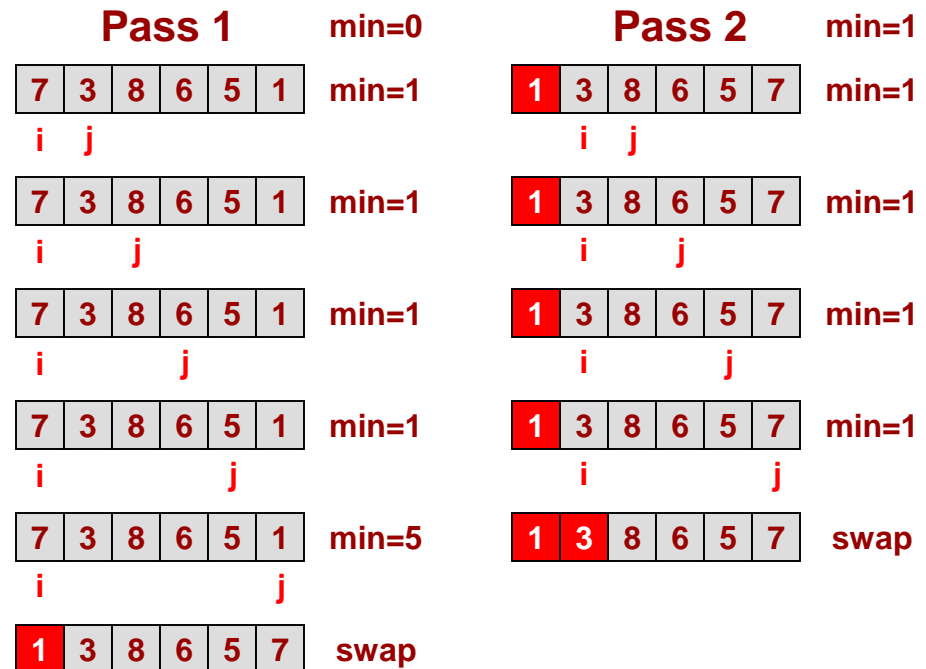 Pass 1 min=0
7 3 8 6 5 1 min=1
i j
7 3 8 6 5 1 min=1
i j
7 3 8 6 5 1 min=1
i j
7 3 8 6 5 1 min=1
i j
7 3 8 6 5 1 min=5
i j
1 3 8 6 5 7 swap
Pass 2 min=1
1 3 8 6 5 7 min=1
i j
1 3 8 6 5 7 min=1
i j
1 3 8 6 5 7 min=1
i j
1 3 8 6 5 7 min=1
i j
1 3 8 6 5 7 swap